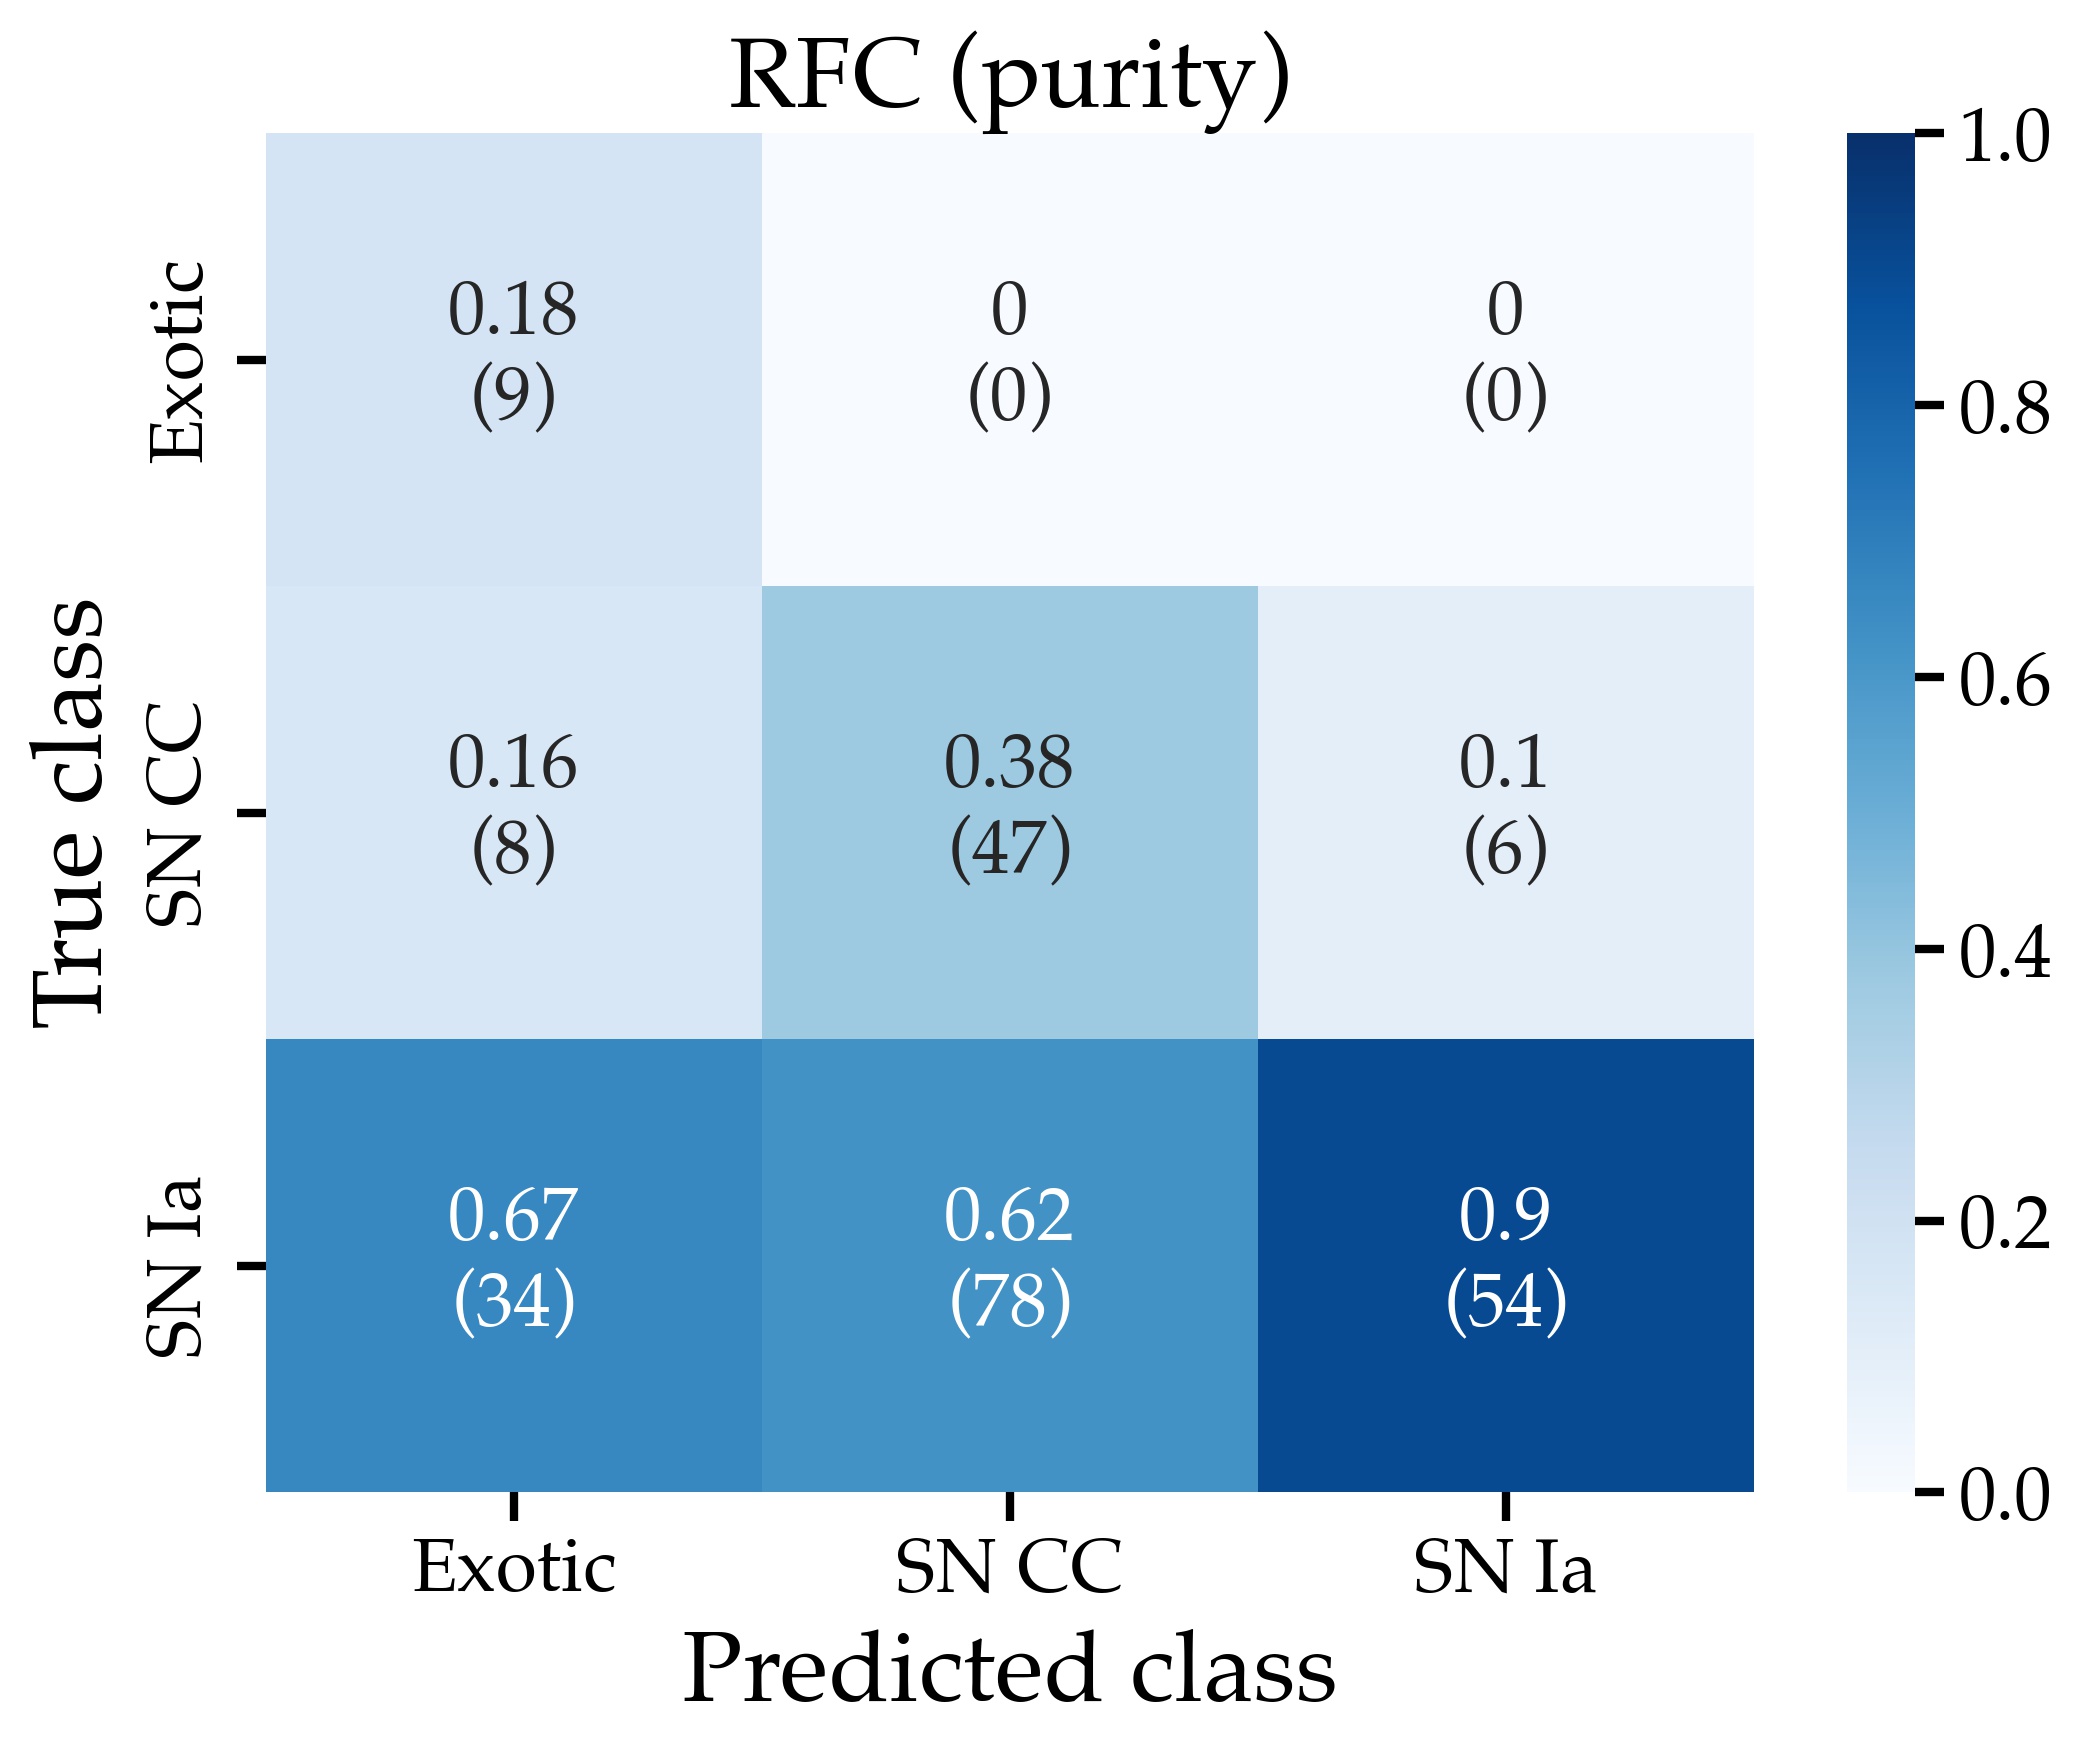 RFC (purity)
True class
Exotic
0.18
(9)
0
(0)
0
(0)
SN CC
0.16
(8)
0.38
(47)
0.1
(6)
SN Ia
0.67
(34)
0.62
(78)
0.9
(54)
Exotic
SN CC
SN Ia
Predicted class
1.0
0.8
0.6
0.4
0.2
0.0